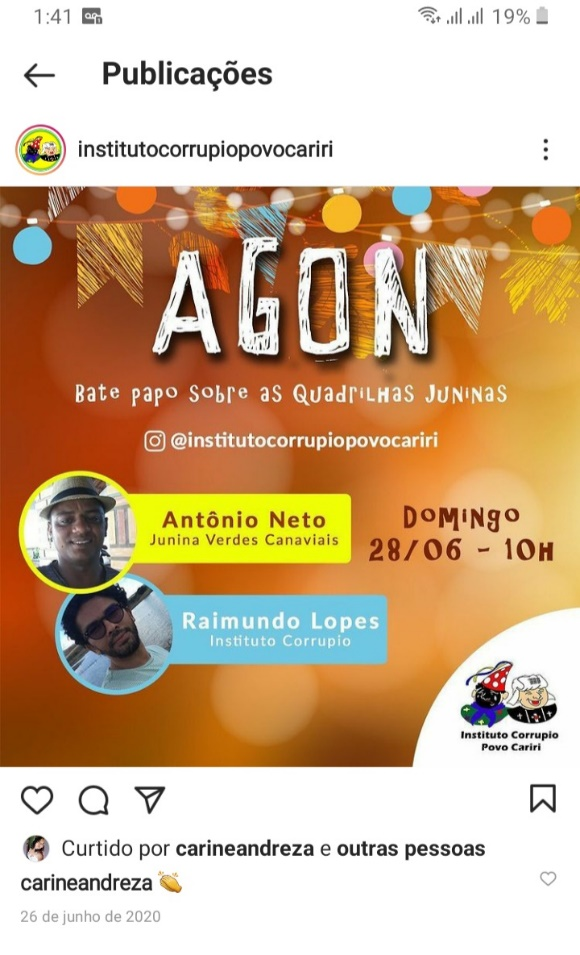 1:41
19%
Publicações
institutocorrupiopovocariri
AGON
Bate papo sobre as Quadrilhas Juninas
@institutocorrupiopovocariri
Antônio Neto
Junina Verdes Canaviais
Domingo
28/06 - 10H
Raimundo Lopes
Instituto Corrupio
Instituto Corrupio
Povo Cariri
Curtido por carineandreza e outras pessoas
carineandreza 👏
26 de junho de 2020